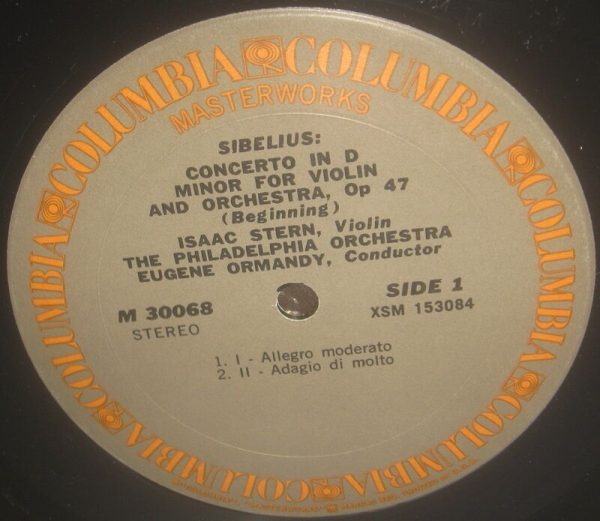 COLUMBIA COLUMBIA COLUMBIA COLUMBIA COLUMBIA COLUMBIA COLUMBIA COLUMBIA
MASTERWORKS
SIBELIUS:
CONCERTO IN D
MINOR FOR VIOLIN
AND ORCHESTRA, Op 47
(Beginning)
ISAAC STERN, Violin
THE PHILADELPHIA ORCHESTRA
EUGENE ORMANDY, Conductor
M 30068
STEREO
SIDE 1
XSM 153084
1. I - Allegro moderato
2. II - Adagio di molto